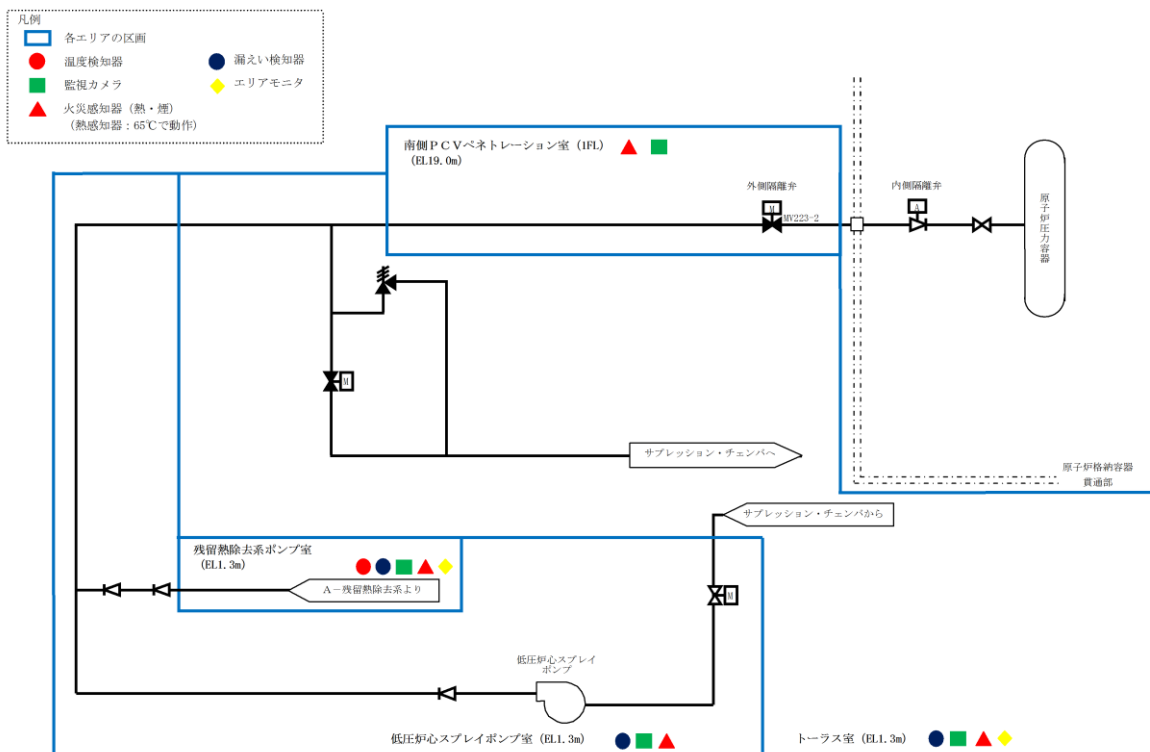 凡例
各エリアの区画
温度検知器
漏えい検知器
監視カメラ
エリアモニタ
火災感知器（熱・煙）
（熱感知器：65℃で動作）
南側ＰＣＶペネトレーション室（1FL）
(EL19.0m)
外側隔離弁
M
MV223-2
内側隔離弁
A
原子炉圧力容器
M
サプレッション・チェンバへ
原子炉格納容器
貫通部
サプレッション・チェンバから
残留熱除去系ポンプ室
(EL1.3m)
A－残留熱除去系より
M
低圧炉心スプレイ
ポンプ
低圧炉心スプレイポンプ室（EL1.3m）
トーラス室（EL1.3m）